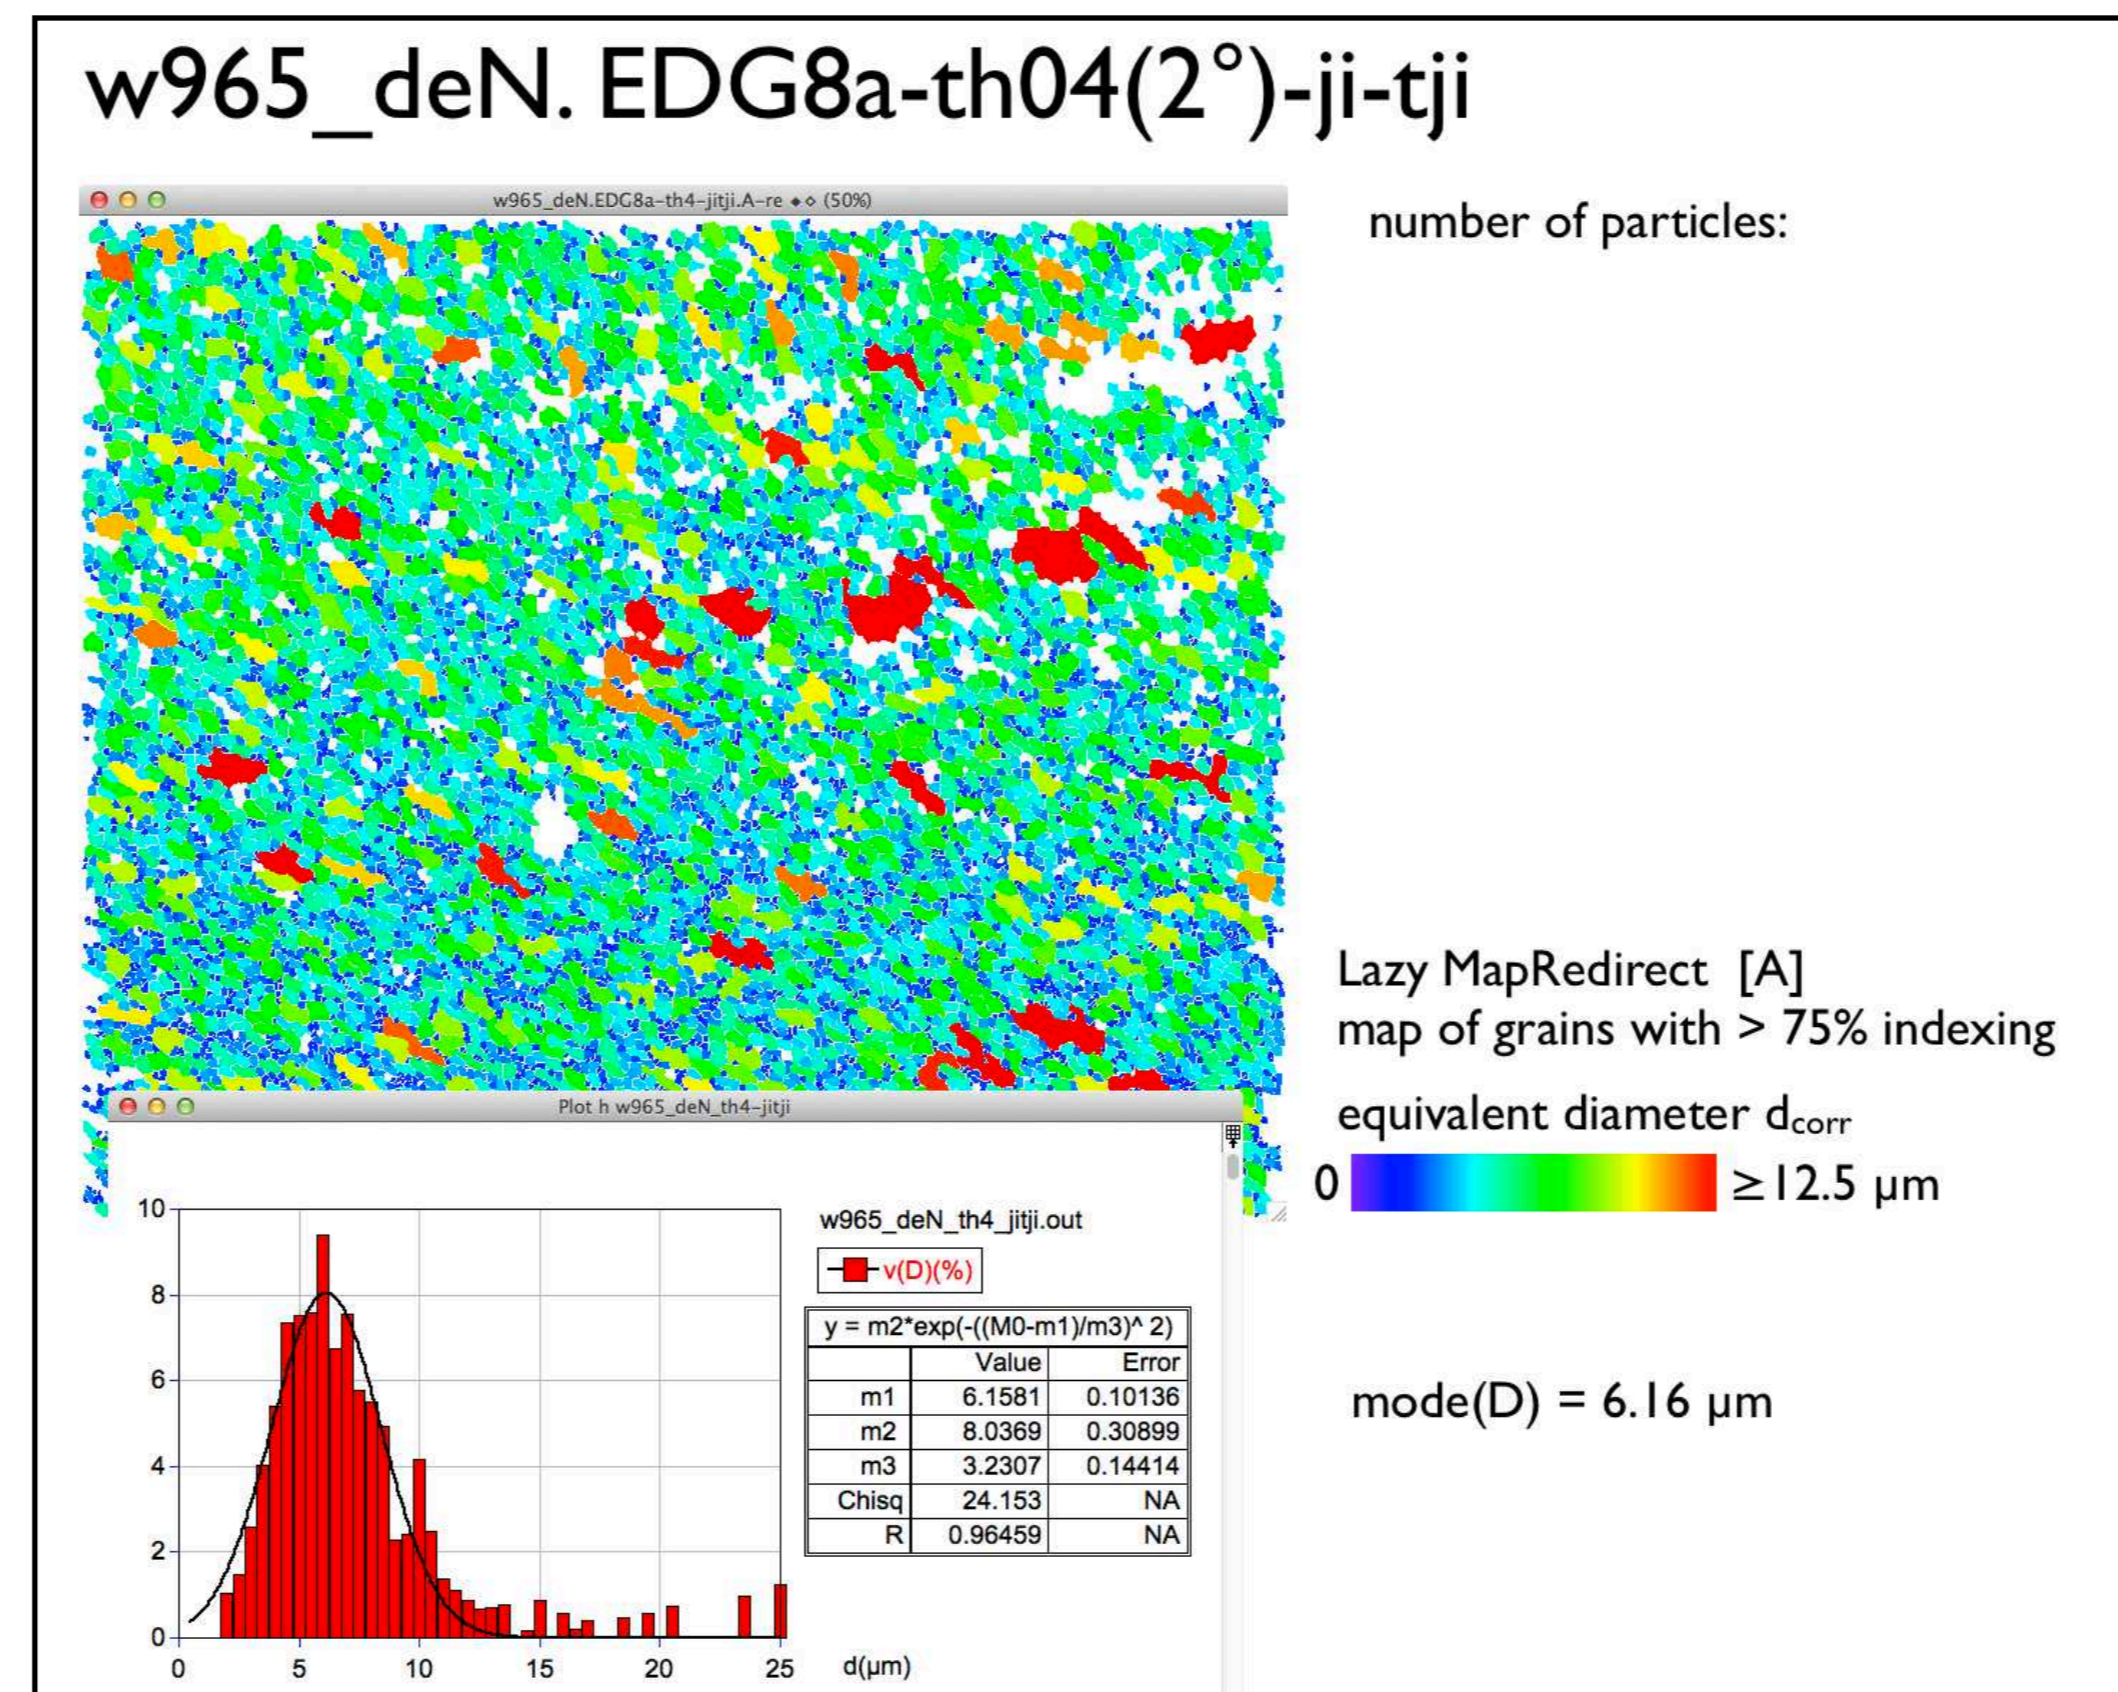 w965_deN. EDG8a-th04(2°)-ji-tji
w965_deN.EDG8a-th4-jitji.A-re ◆◇ (50%)
number of particles:
Lazy MapRedirect [A]
map of grains with > 75% indexing
equivalent diameter dcorr
0 ≥12.5 µm
mode(D) = 6.16 µm
Plot h w965_deN_th4-jitji
10
8
6
4
2
0
0 5 10 15 20 25 d(µm)
w965_deN_th4_jitji.out
v(D)(%)
y = m2*exp(-((M0-m1)/m3)^ 2)
Value Error
m1 6.1581 0.10136
m2 8.0369 0.30899
m3 3.2307 0.14414
Chisq 24.153 NA
R 0.96459 NA